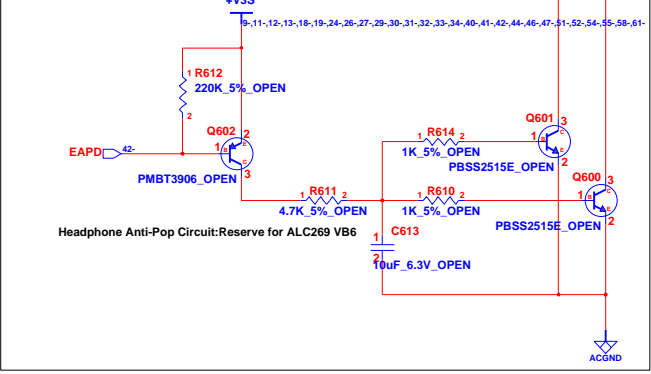 +V3S
9-,11-,12-,13-,18-,19-,24-,26-,27-,29-,30-,31-,32-,33-,34-,40-,41-,42-,44-,46-,47-,51-,52-,54-,55-,58-,61-
1 R612
220K_5%_OPEN
2
Q602 2
E
EAPD 42- 1 B
C
3
PMBT3906_OPEN
1 R611 2
4.7K_5%_OPEN
1 R614 2
1K_5%_OPEN
Q601 3
C
1 B
E
2
PBSS2515E_OPEN
1 R610 2
1K_5%_OPEN
Q600 3
C
1 B
E
2
PBSS2515E_OPEN
Headphone Anti-Pop Circuit:Reserve for ALC269 VB6
1 C613
2
10uF_6.3V_OPEN
ACGND